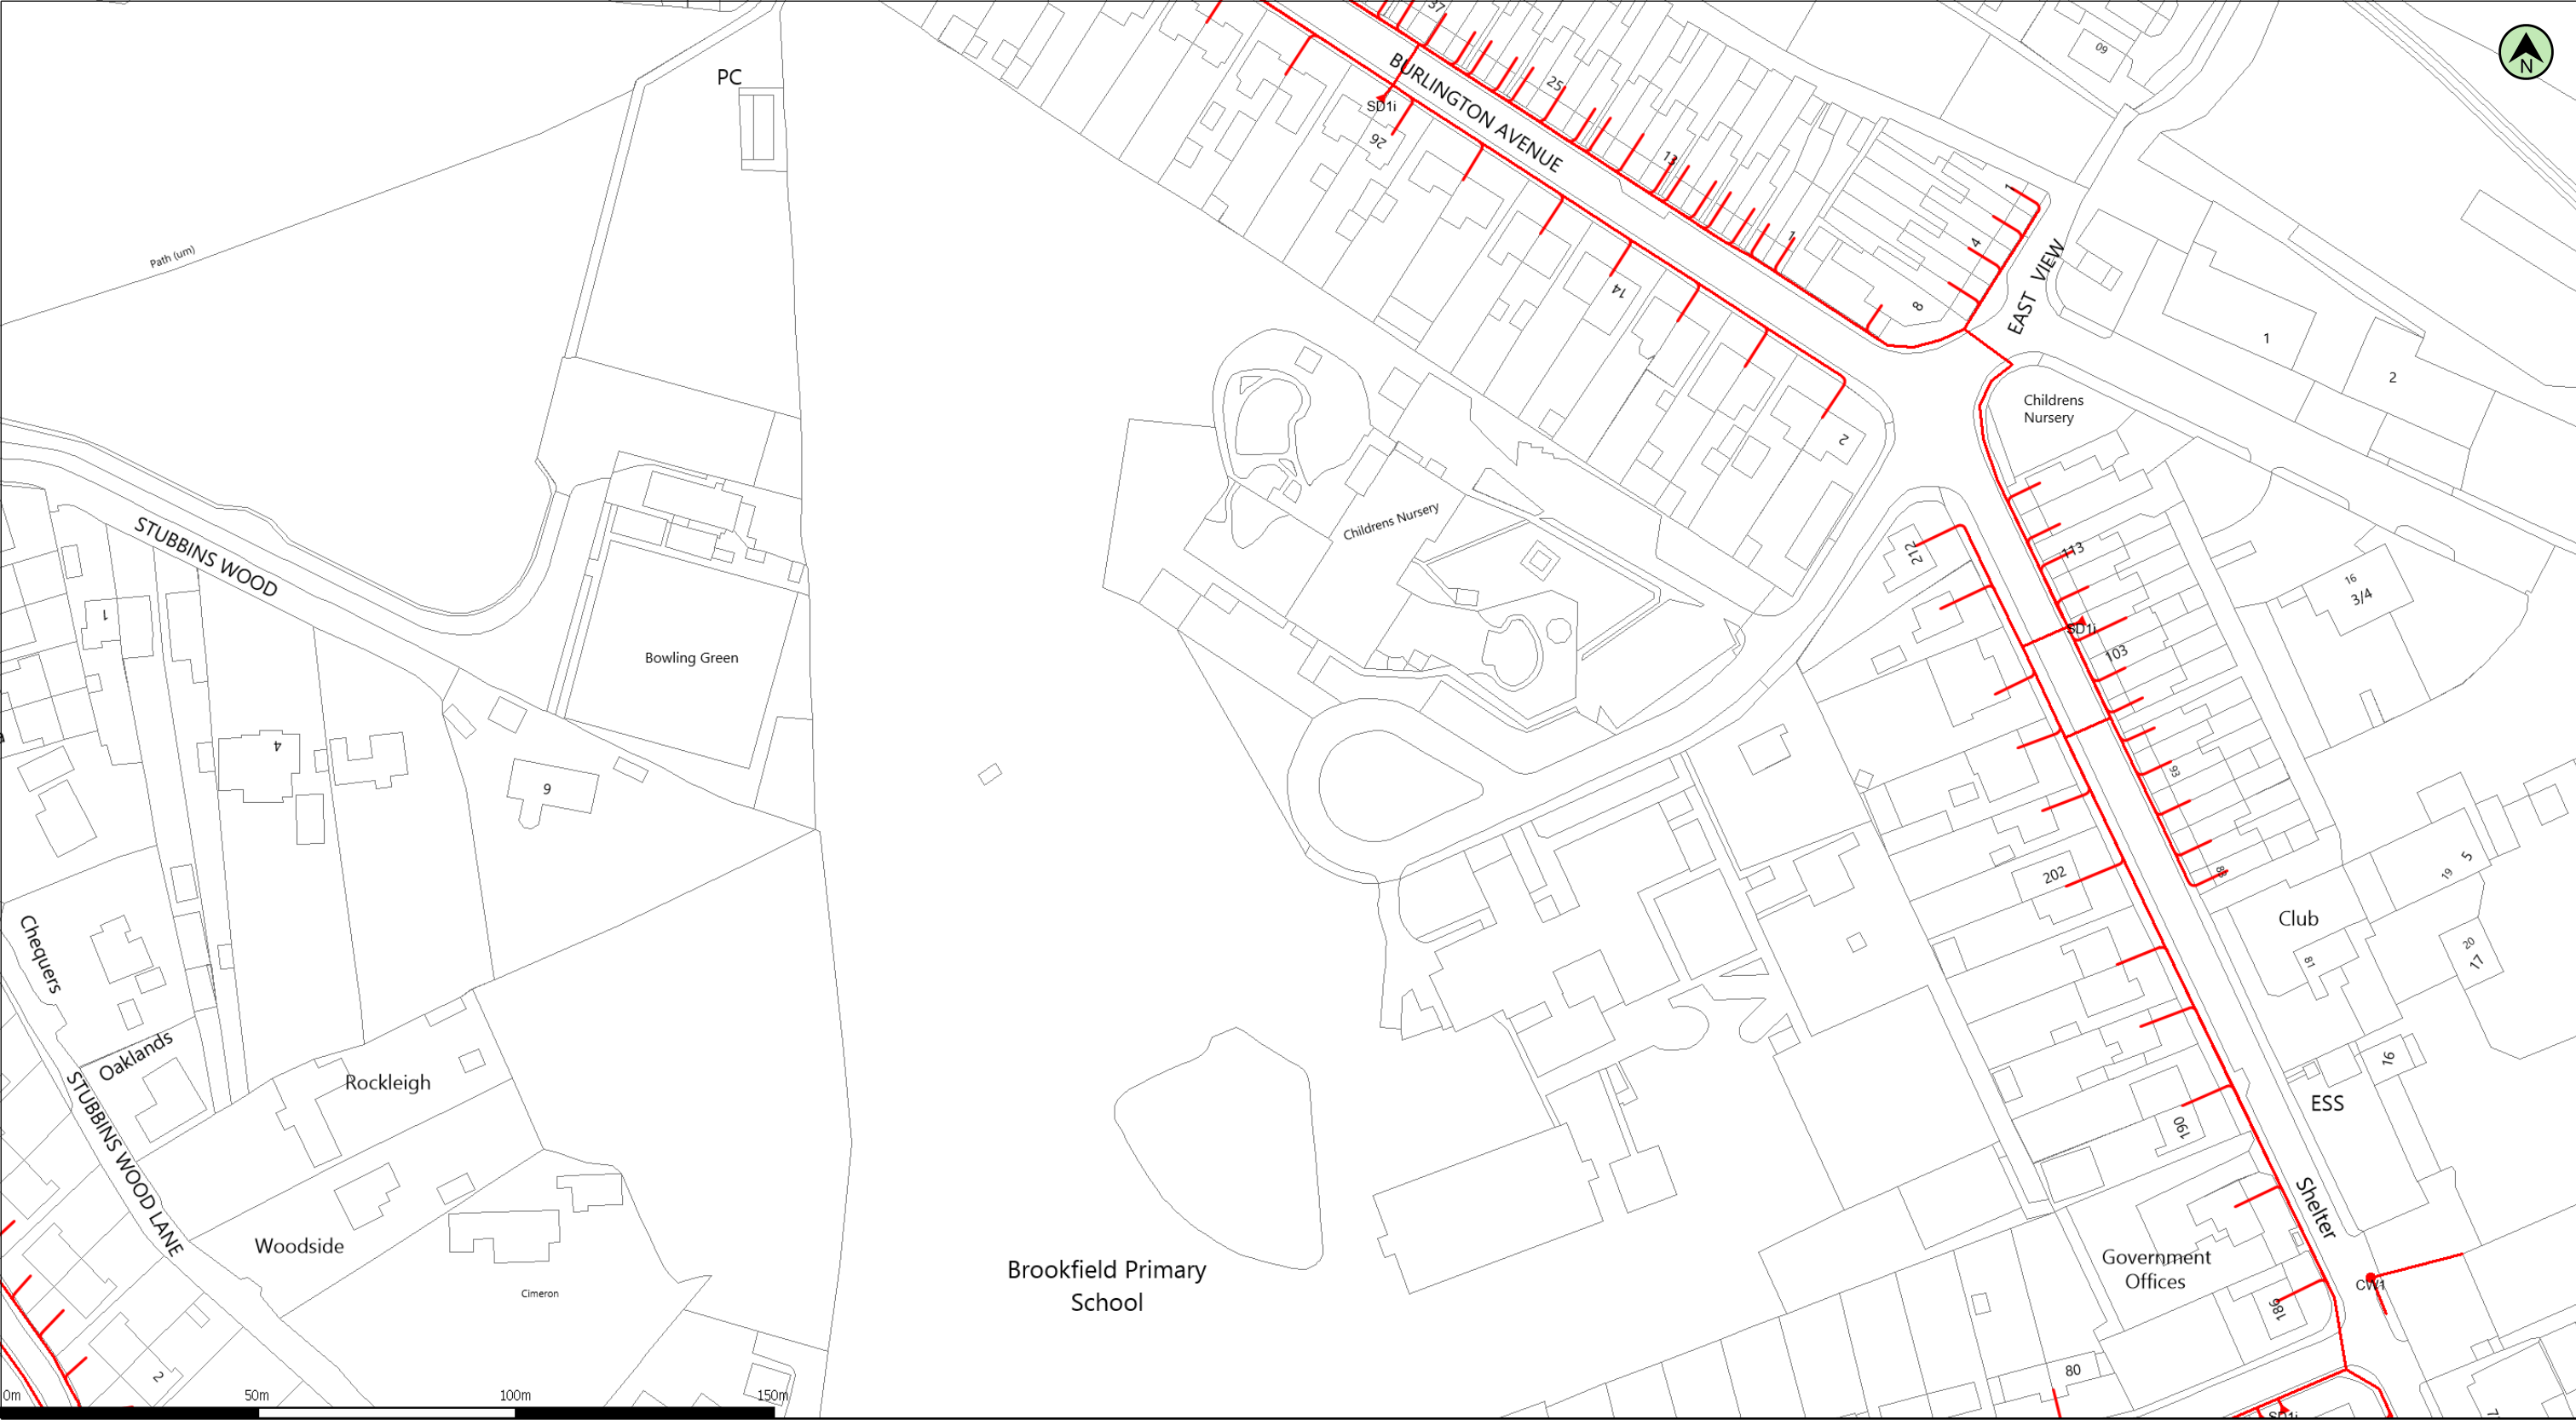 PC
37
BURLINGTON AVENUE
25
09
N
SD1i
26
13
1
1
4
EAST VIEW
8
14
1
2
Path (um)
Childrens
Nursery
2
Childrens Nursery
STUBBINS WOOD
212
113
16
3/4
1
SD1i
103
Bowling Green
93
4
9
202
5
19
Club
Chequers
20
17
81
Oaklands
Rockleigh
16
ESS
190
STUBBINS WOOD LANE
Shelter
Woodside
Government
Offices
Brookfield Primary
School
CW1
Cimeron
186
2
80
0m
50m
100m
150m
SD1i
7